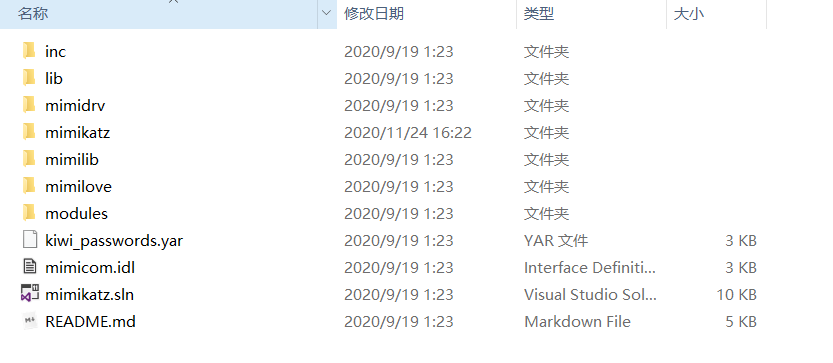 名称 修改日期 类型 大小
inc 2020/9/19 1:23 文件夹
lib 2020/9/19 1:23 文件夹
mimidrv 2020/9/19 1:23 文件夹
mimikatz 2020/11/24 16:22 文件夹
mimilib 2020/9/19 1:23 文件夹
mimilove 2020/9/19 1:23 文件夹
modules 2020/9/19 1:23 文件夹
kiwi_passwords.yar 2020/9/19 1:23 YAR 文件 3 KB
mimicom.idl 2020/9/19 1:23 Interface Definiti... 3 KB
mimikatz.sln 2020/9/19 1:23 Visual Studio Sol... 10 KB
README.md 2020/9/19 1:23 Markdown File 5 KB